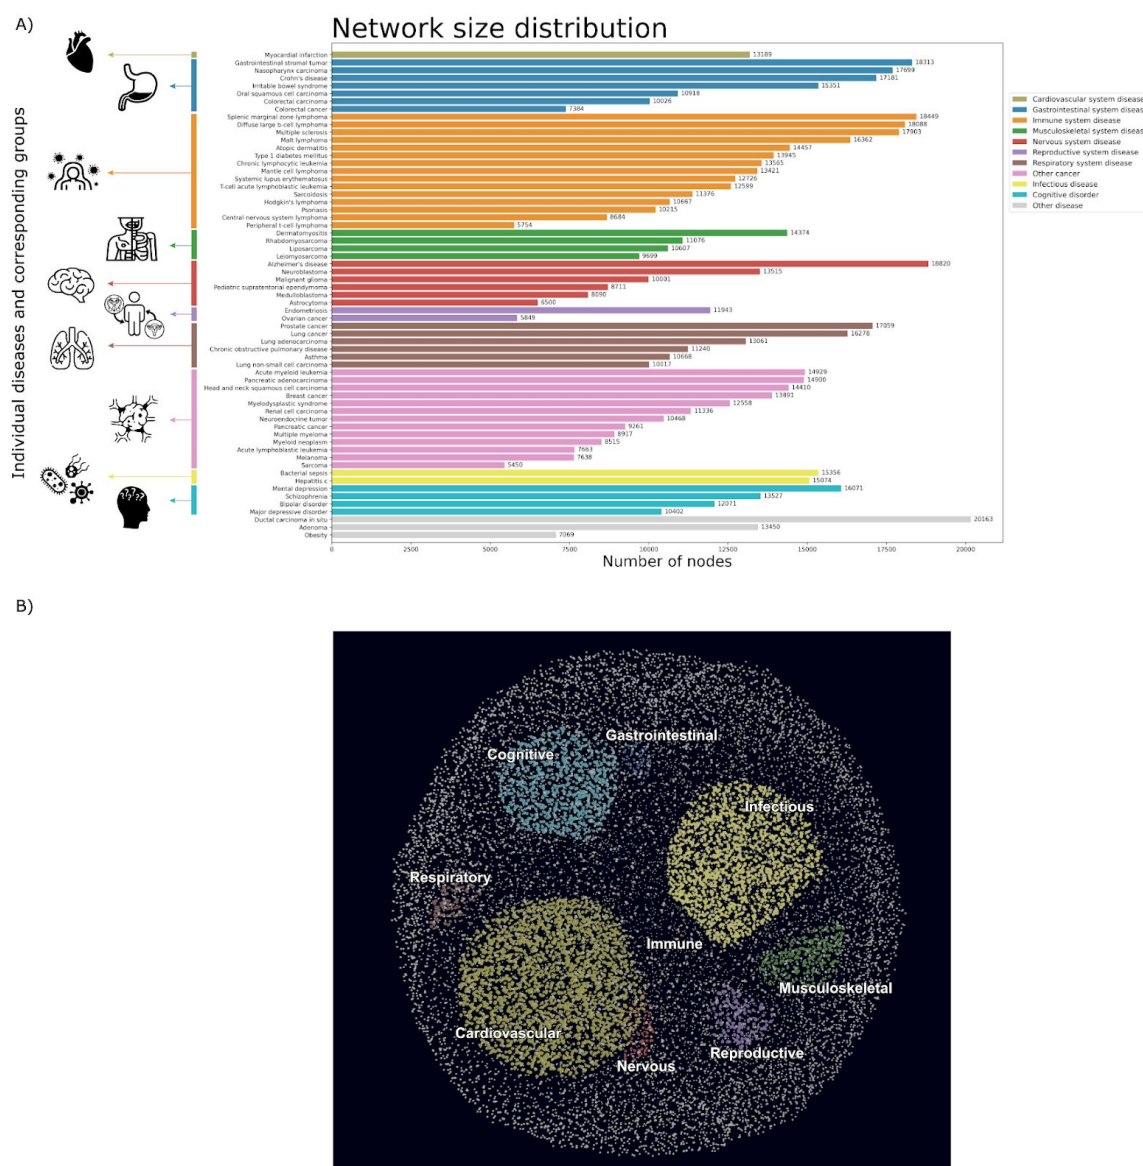 A)
Network size distribution
Individual diseases and corresponding groups
Myocardial infarction 13189
Gastrointestinal stromal tumor 18313
Nasopharynx carcinoma 17699
Crohn's disease 17181
Irritable bowel syndrome 15351
Oral squamous cell carcinoma 10918
Colorectal carcinoma 10026
Colorectal cancer 7384
Splenic marginal zone lymphoma 18449
Diffuse large b-cell lymphoma 18088
Multiple sclerosis 17903
Malt lymphoma 16362
Atopic dermatitis 14457
Type 1 diabetes mellitus 13945
Chronic lymphocytic leukemia 13565
Mantle cell lymphoma 13421
Systemic lupus erythematosus 12726
T-cell acute lymphoblastic leukemia 12599
Sarcoidosis 11376
Hodgkin's lymphoma 10667
Psoriasis 10215
Central nervous system lymphoma 8684
Peripheral t-cell lymphoma 5754
Dermatomyositis 14374
Rhabdomyosarcoma 11076
Liposarcoma 10607
Leiomyosarcoma 9699
Alzheimer's disease 18820
Neuroblastoma 13515
Malignant glioma 10001
Pediatric supratentorial ependymoma 8711
Medulloblastoma 8090
Astrocytoma 6500
Endometriosis 11943
Ovarian cancer 5849
Prostate cancer 17059
Lung cancer 16278
Lung adenocarcinoma 13061
Chronic obstructive pulmonary disease 11240
Asthma 10668
Lung non-small cell carcinoma 10017
Acute myeloid leukemia 14929
Pancreatic adenocarcinoma 14900
Head and neck squamous cell carcinoma 14410
Breast cancer 13891
Myelodysplastic syndrome 12558
Renal cell carcinoma 11336
Neuroendocrine tumor 10468
Pancreatic cancer 9261
Multiple myeloma 8917
Myeloid neoplasm 8515
Acute lymphoblastic leukemia 7663
Melanoma 7638
Sarcoma 5450
Bacterial sepsis 15356
Hepatitis c 15074
Mental depression 16071
Schizophrenia 13527
Bipolar disorder 12071
Major depressive disorder 10402
Ductal carcinoma in situ 20163
Adenoma 13450
Obesity 7069
0 2500 5000 7500 10000 12500 15000 17500 20000
Number of nodes
Cardiovascular system disease
Gastrointestinal system disease
Immune system disease
Musculoskeletal system disease
Nervous system disease
Reproductive system disease
Respiratory system disease
Other cancer
Infectious disease
Cognitive disorder
Other disease
B)
Gastrointestinal
Cognitive
Infectious
Respiratory
Immune
Musculoskeletal
Cardiovascular
Reproductive
Nervous